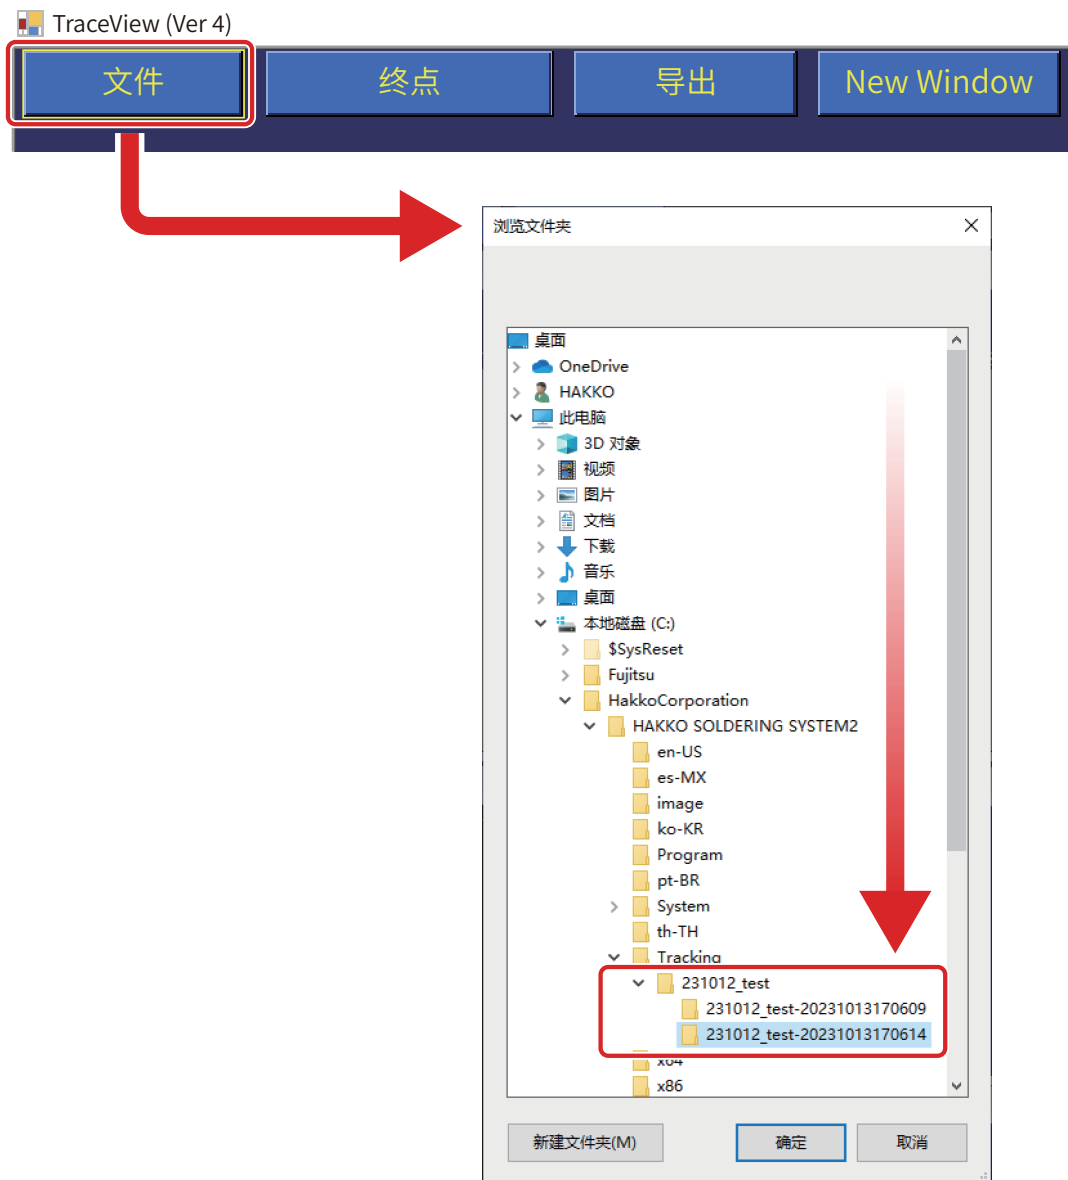 TraceView (Ver 4)
文件 终点 导出 New Window
浏览文件夹
桌面
OneDrive
HAKKO
此电脑
3D 对象
视频
图片
文档
下载
音乐
桌面
本地磁盘 (C:)
$SysReset
Fujitsu
HakkoCorporation
HAKKO SOLDERING SYSTEM2
en-US
es-MX
image
ko-KR
Program
pt-BR
System
th-TH
Tracking
231012_test
231012_test-20231013170609
231012_test-20231013170614
x64
x86
新建文件夹(M) 确定 取消